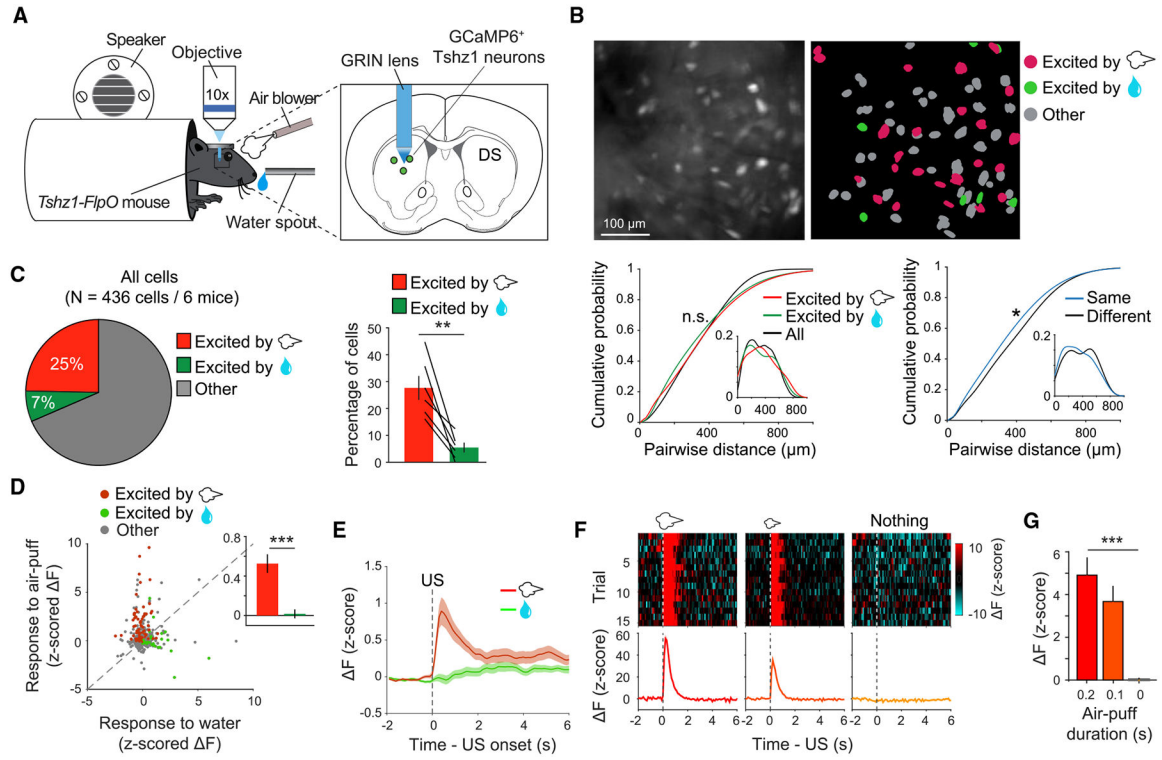 A
Speaker
Objective
10x
Air blower
Tshz1-FlpO mouse
Water spout
GRIN lens
GCaMP6+
Tshz1 neurons
DS
B
100 µm
Excited by
Excited by
Other
Cumulative probability
1
0.8
0.6
0.4
0.2
0
n.s.
Excited by
Excited by
All
0.2
0
0 400 800
0 400 800
Pairwise distance (µm)
Cumulative probability
1
0.8
0.6
0.4
0.2
0
*
Same
Different
0.2
0
0 400 800
0 400 800
Pairwise distance (µm)
C
All cells
(N = 436 cells / 6 mice)
25%
7%
Excited by
Excited by
Other
Excited by
Excited by
Percentage of cells
50
40
30
20
10
0
**
D
Excited by
Excited by
Other
Response to air-puff
(z-scored ΔF)
10
5
0
-5
-5 0 5 10
Response to water
(z-scored ΔF)
0.8
0.4
0
***
E
US
ΔF (z-score)
1.5
1
0.5
0
-0.5
-2 0 2 4 6
Time - US onset (s)
F
Nothing
Trial
5
10
15
10
-10
ΔF (z-score)
ΔF (z-score)
60
40
20
0
-2 0 2 4 6
-2 0 2 4 6
-2 0 2 4 6
Time - US (s)
G
***
ΔF (z-score)
6
4
2
0
0.2 0.1 0
Air-puff
duration (s)